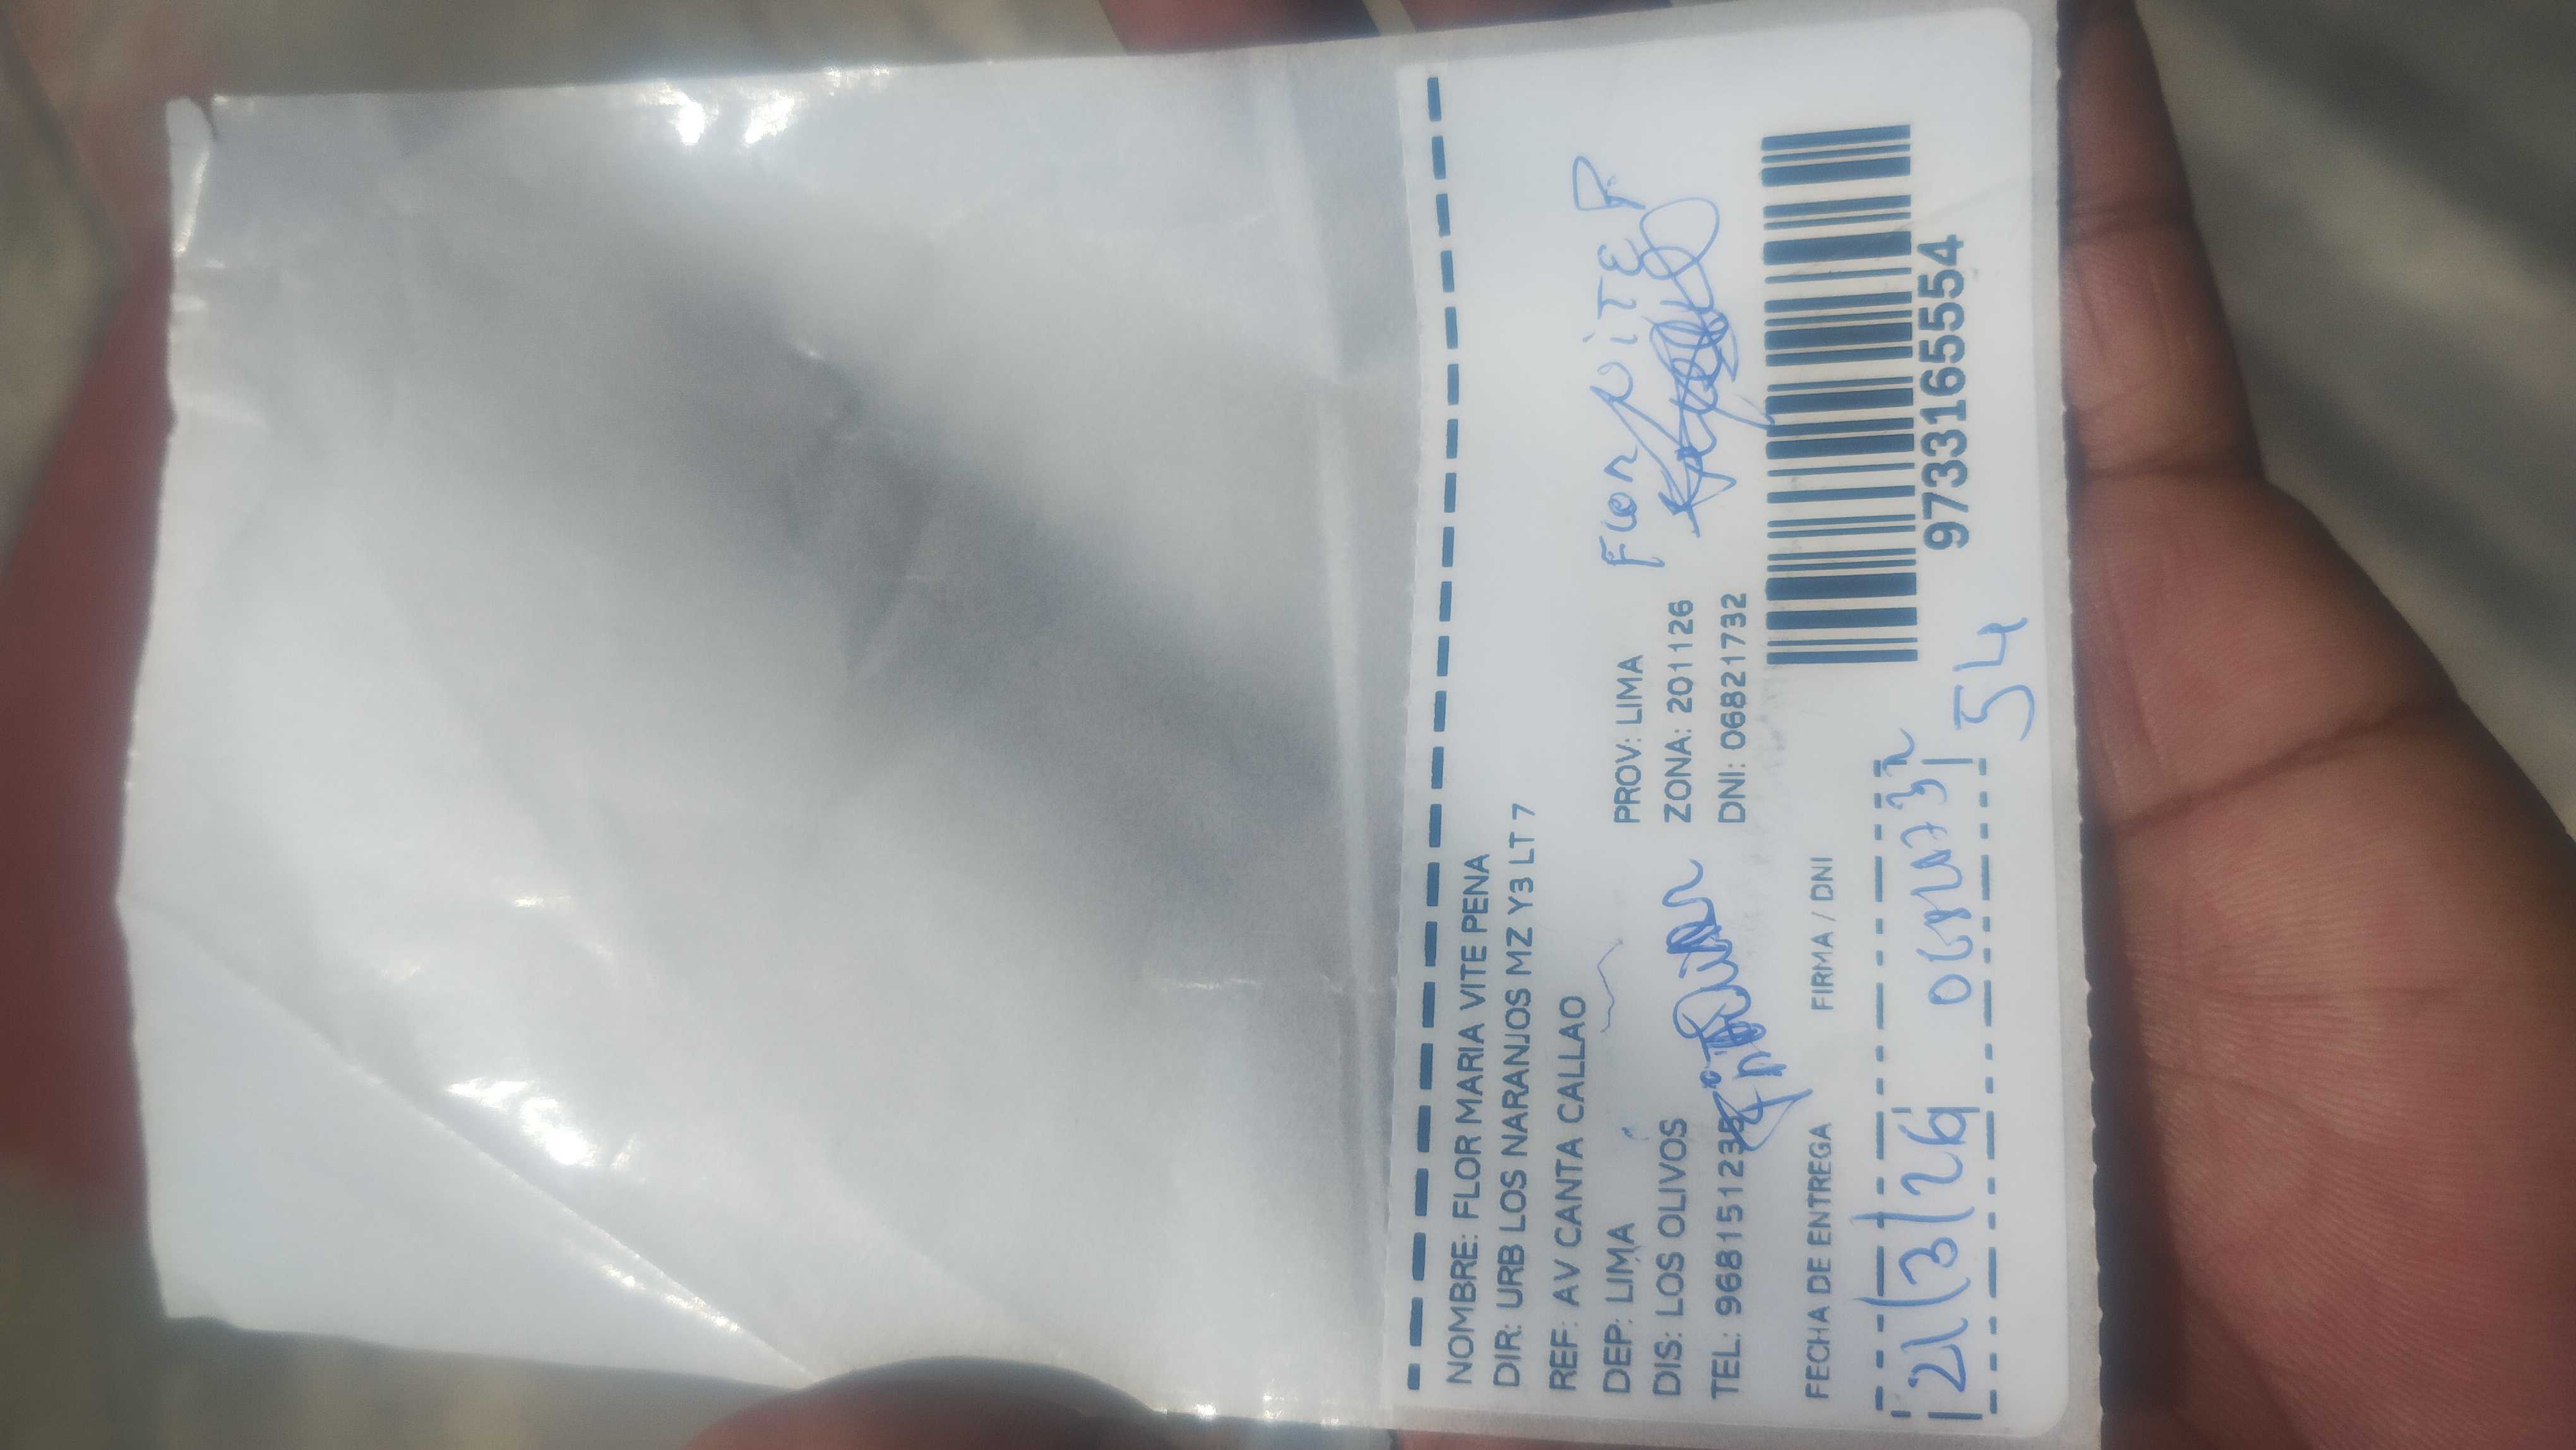 NOMBRE: FLOR MARIA VITE PENA
DIR: URB LOS NARANJOS MZ Y3 LT 7
REF: AV CANTA CALLAO
DEP: LIMA PROV: LIMA
DIS: LOS OLIVOS ZONA: 201126
TEL: 968151235 DNI: 06821732
FLOR VITE P
FECHA DE ENTREGA FIRMA / DNI
21/3/26
9733165554
54